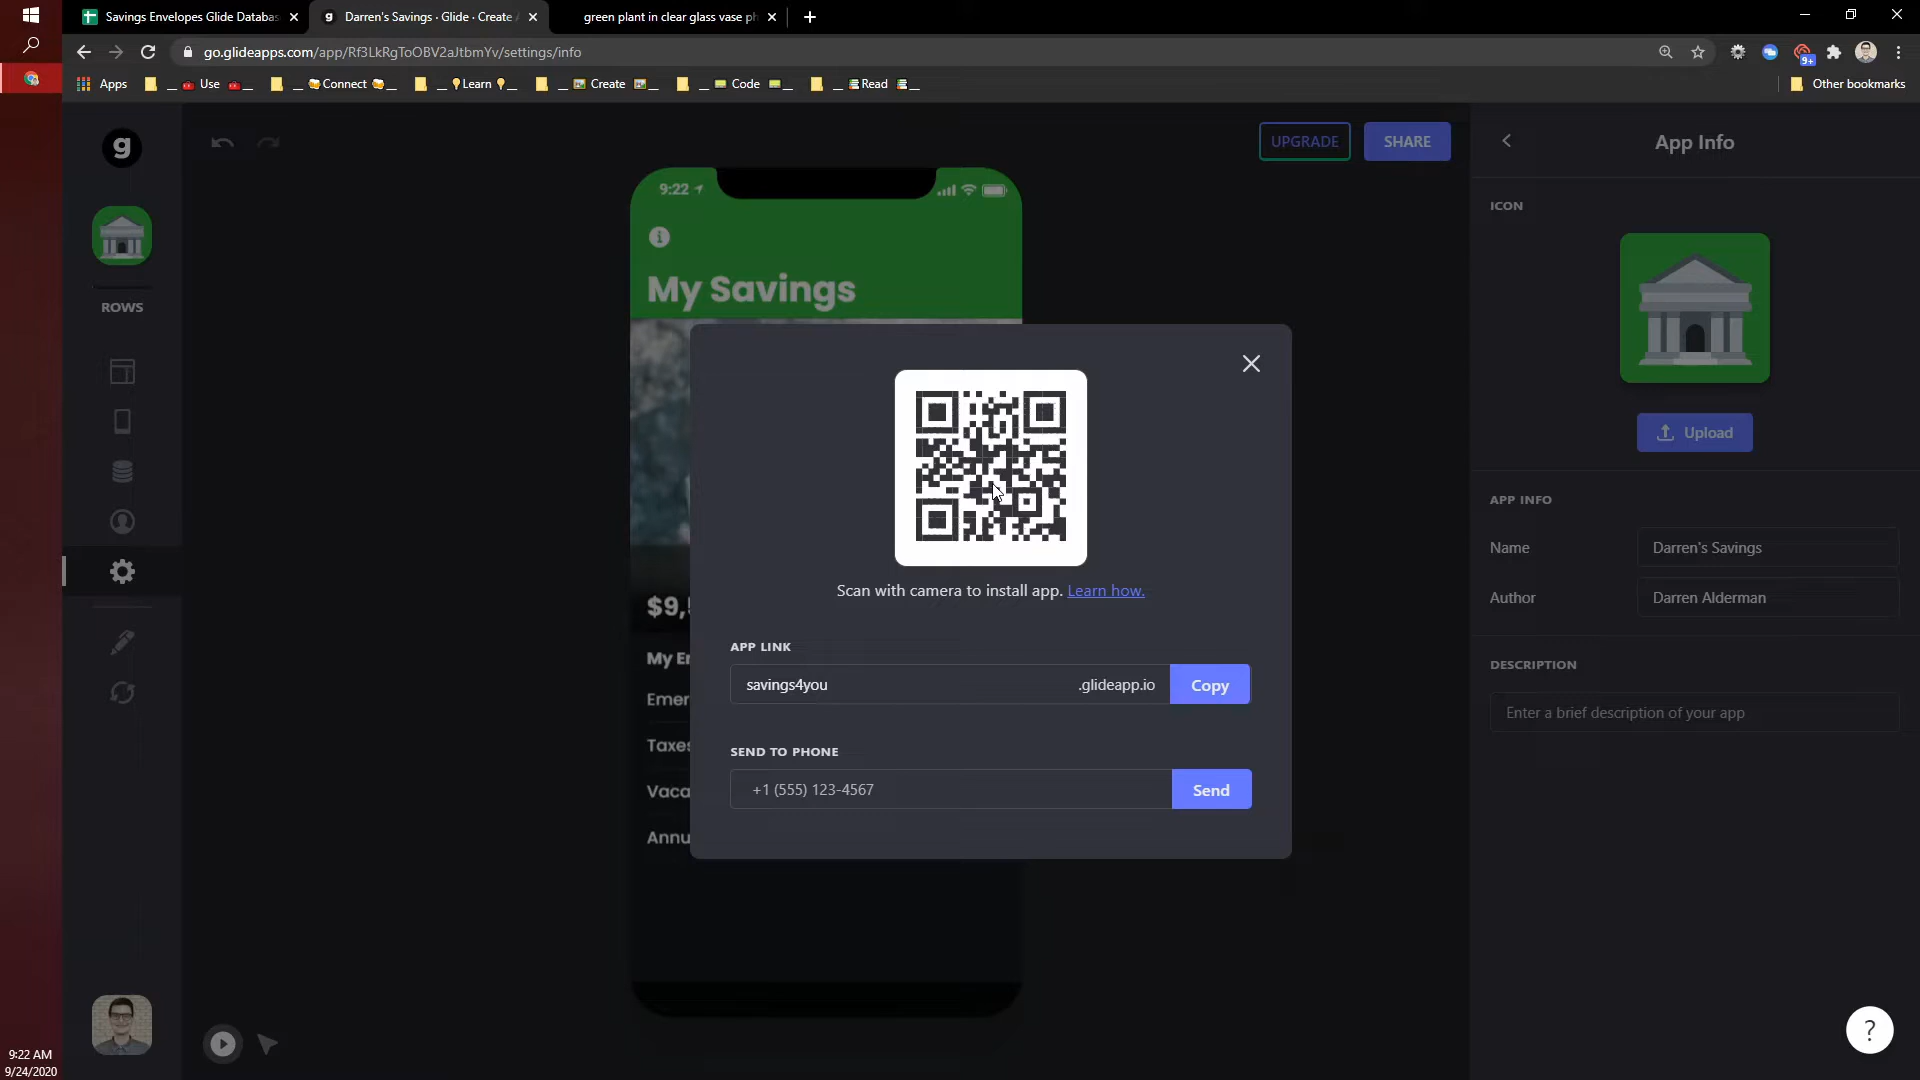 Savings Envelopes Glide Databas
Darren's Savings · Glide · Create
green plant in clear glass vase ph
go.glideapps.com/app/Rf3LkRgToOBV2aJtbmYv/settings/info
9+
Apps
_ Use _
_ Connect _
_ Learn _
_ Create _
_ Code _
_ Read _
Other bookmarks
g
ROWS
UPGRADE
SHARE
App Info
9:22
My Savings
ICON
Upload
Scan with camera to install app. Learn how.
APP LINK
savings4you
.glideapp.io
Copy
SEND TO PHONE
+1 (555) 123-4567
Send
$9,
My E
Emer
Taxes
Vaca
Annu
APP INFO
Name
Darren's Savings
Author
Darren Alderman
DESCRIPTION
Enter a brief description of your app
?
9:22 AM
9/24/2020